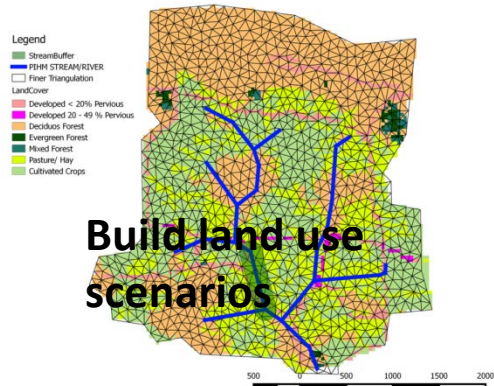 Legend
StreamBuffer
PIHM STREAM/RIVER
Finer Triangulation
LandCover
Developed < 20% Pervious
Developed 20 - 49 % Pervious
Deciduos Forest
Evergreen Forest
Mixed Forest
Pasture/ Hay
Cultivated Crops
Build land use
scenarios
500 0 500 1000 1500 2000